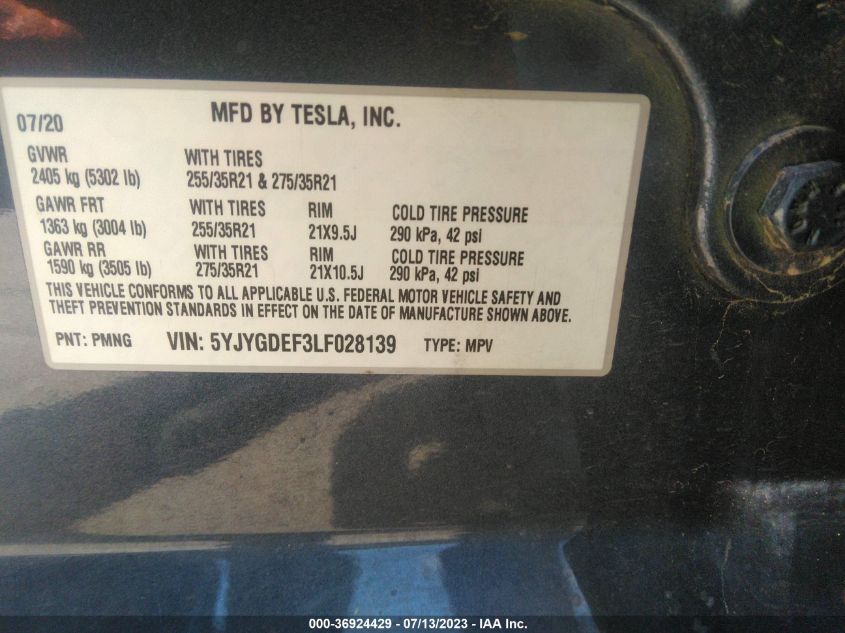 07/20 MFD BY TESLA, INC.
GVWR WITH TIRES
2405 kg (5302 lb) 255/35R21 & 275/35R21
GAWR FRT WITH TIRES RIM COLD TIRE PRESSURE
1363 kg (3004 lb) 255/35R21 21X9.5J 290 kPa, 42 psi
GAWR RR WITH TIRES RIM COLD TIRE PRESSURE
1590 kg (3505 lb) 275/35R21 21X10.5J 290 kPa, 42 psi
THIS VEHICLE CONFORMS TO ALL APPLICABLE U.S. FEDERAL MOTOR VEHICLE SAFETY AND
THEFT PREVENTION STANDARDS IN EFFECT ON THE DATE OF MANUFACTURE SHOWN ABOVE.
PNT: PMNG VIN: 5YJYGDEF3LF028139 TYPE: MPV
000-36924429 - 07/13/2023 - IAA Inc.